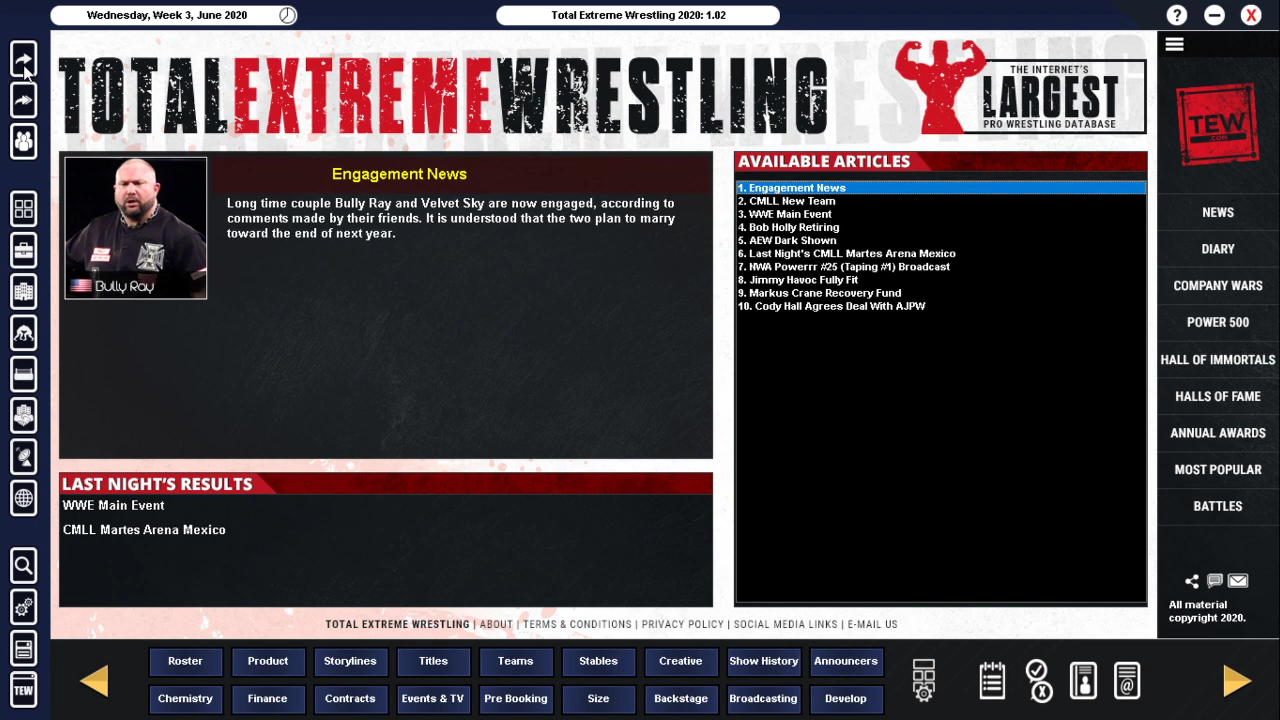 Wednesday, Week 3, June 2020
Total Extreme Wrestling 2020: 1.02
? X
TOTALEXTREMEWRESTLING
THE INTERNET'S
LARGEST
PRO WRESTLING DATABASE
TEW
.COM
Engagement News
Long time couple Bully Ray and Velvet Sky are now engaged, according to
comments made by their friends. It is understood that the two plan to marry
toward the end of next year.
Bully Ray
AVAILABLE ARTICLES
1. Engagement News
2. CMLL New Team
3. WWE Main Event
4. Bob Holly Retiring
5. AEW Dark Shown
6. Last Night's CMLL Martes Arena Mexico
7. NWA Powerrr #25 (Taping #1) Broadcast
8. Jimmy Havoc Fully Fit
9. Markus Crane Recovery Fund
10. Cody Hall Agrees Deal With AJPW
NEWS
DIARY
COMPANY WARS
POWER 500
HALL OF IMMORTALS
HALLS OF FAME
ANNUAL AWARDS
MOST POPULAR
BATTLES
All material
copyright 2020.
LAST NIGHT'S RESULTS
WWE Main Event
CMLL Martes Arena Mexico
TOTAL EXTREME WRESTLING | ABOUT | TERMS & CONDITIONS | PRIVACY POLICY | SOCIAL MEDIA LINKS | E-MAIL US
TEW
Roster Product Storylines Titles Teams Stables Creative Show History Announcers
Chemistry Finance Contracts Events & TV Pre Booking Size Backstage Broadcasting Develop